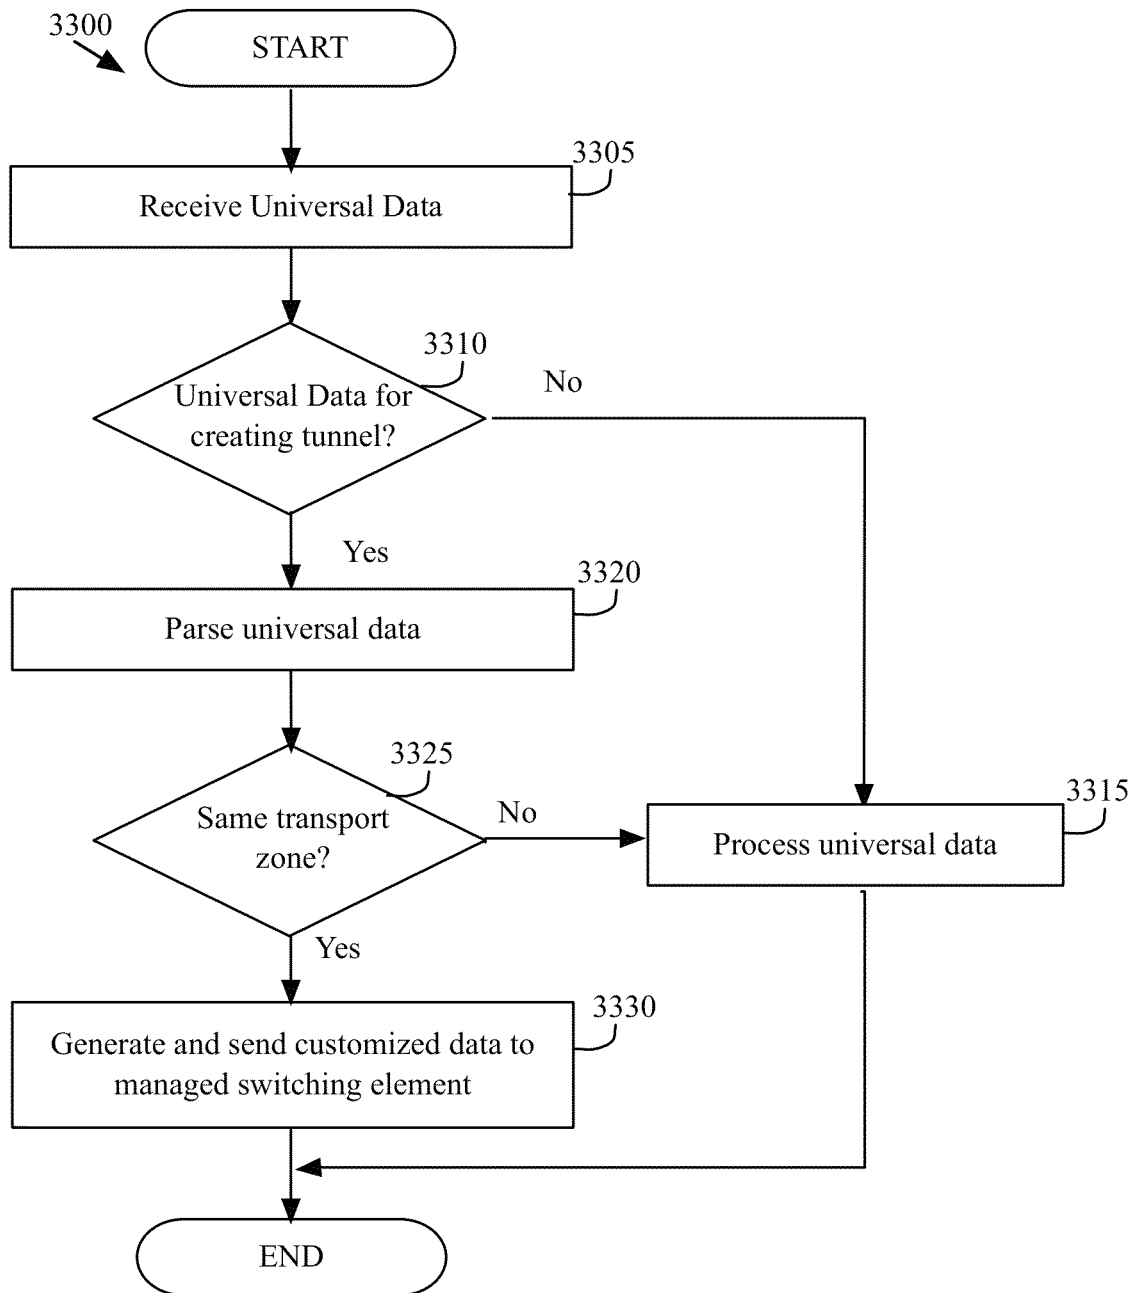 3300
START
3305
Receive Universal Data
3310
No
Universal Data for
creating tunnel?
Yes
3320
Parse universal data
3325
Same transport
zone?
No
3315
Process universal data
Yes
3330
Generate and send customized data to
managed switching element
END